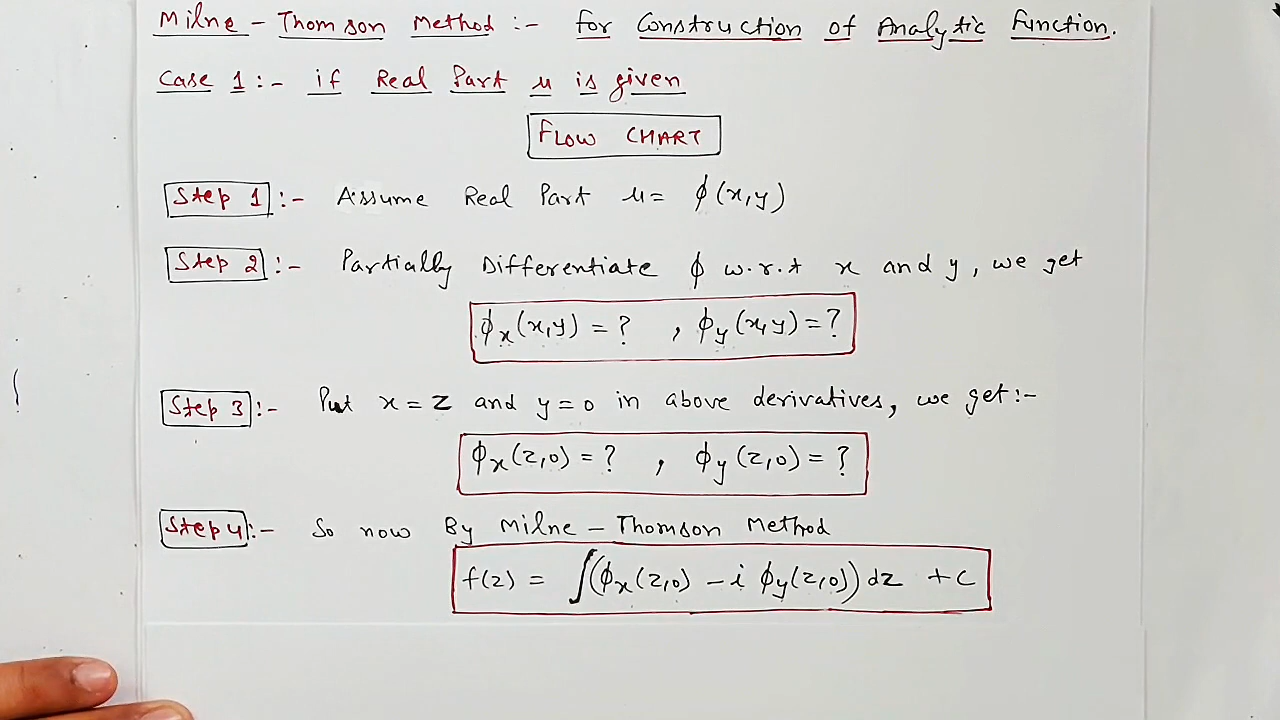 Milne - Thomson Method :- for Construction of Analytic function.
Case 1 :- if Real Part u is given
FLOW CHART
Step 1 :- Assume Real Part u = ϕ(x,y)
Step 2 :- Partially Differentiate ϕ w.r.t x and y, we get
ϕx(x,y) = ? , ϕy(x,y) = ?
Step 3 :- Put x = z and y = 0 in above derivatives, we get :-
ϕx(z,0) = ? , ϕy(z,0) = ?
Step 4 :- So now By Milne - Thomson Method
f(z) = ∫(ϕx(z,0) - i ϕy(z,0)) dz + C